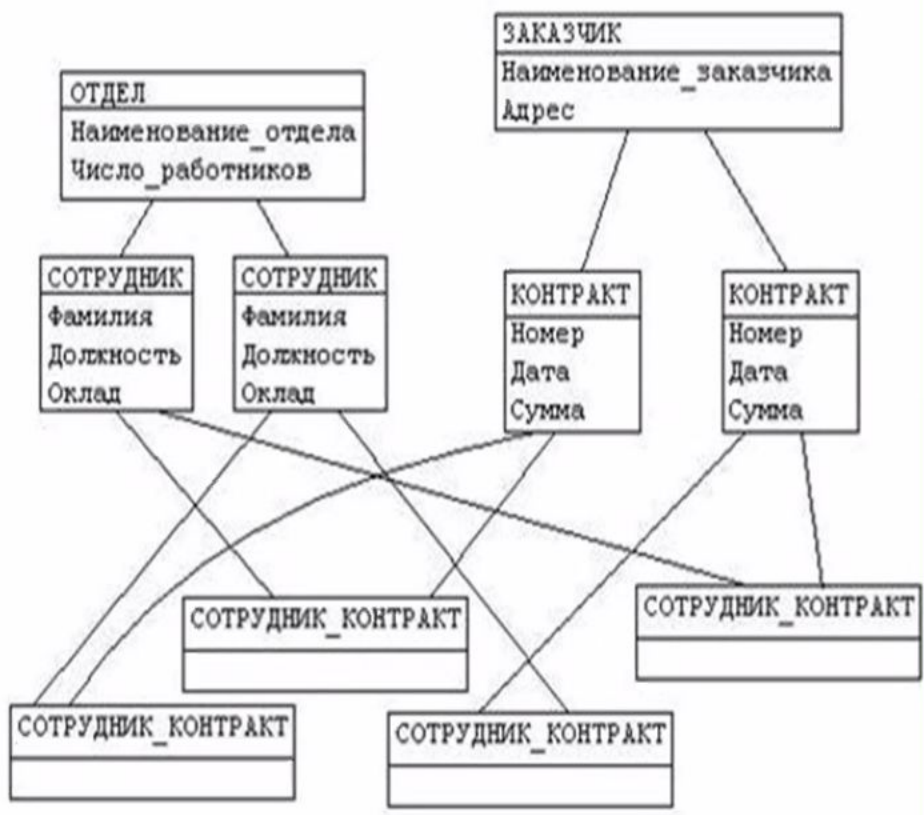 ЗАКАЗЧИК
Наименование_заказчика
Адрес
ОТДЕЛ
Наименование_отдела
Число_работников
СОТРУДНИК
Фамилия
Должность
Оклад
СОТРУДНИК
Фамилия
Должность
Оклад
КОНТРАКТ
Номер
Дата
Сумма
КОНТРАКТ
Номер
Дата
Сумма
СОТРУДНИК_КОНТРАКТ
СОТРУДНИК_КОНТРАКТ
СОТРУДНИК_КОНТРАКТ
СОТРУДНИК_КОНТРАКТ